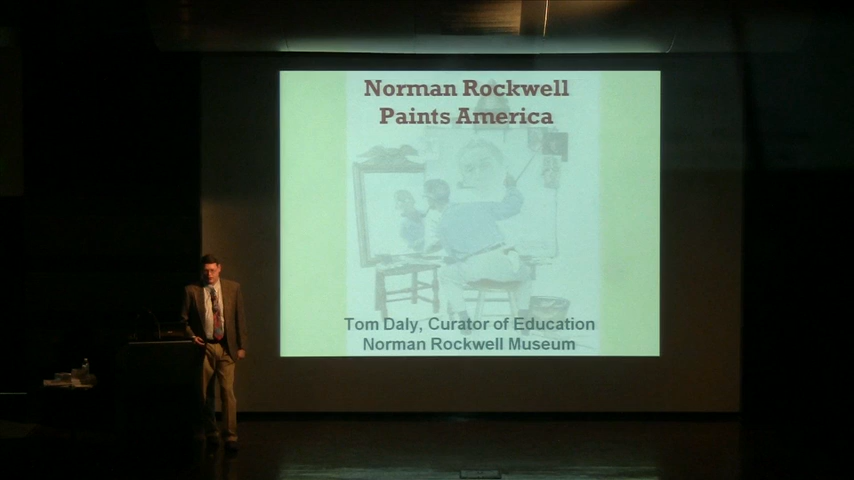 Norman Rockwell
Paints America
Tom Daly, Curator of Education
Norman Rockwell Museum